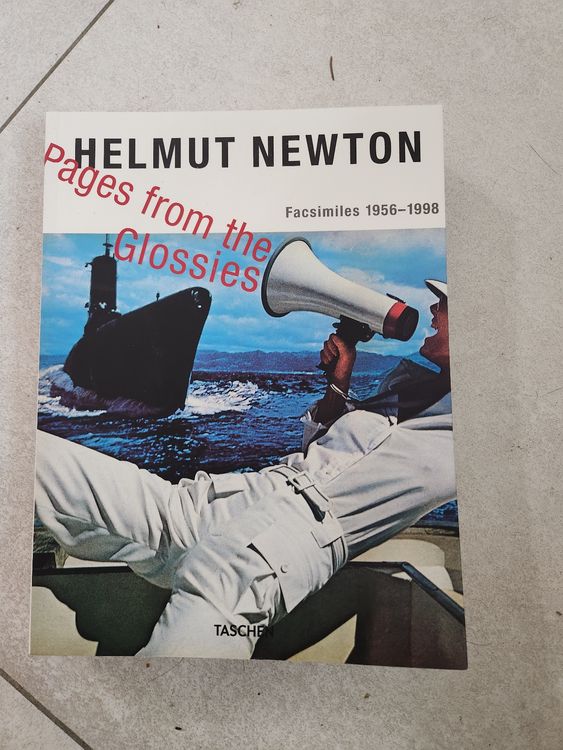 HELMUT NEWTON
Pages from the
Glossies
Facsimiles 1956–1998
TASCHEN